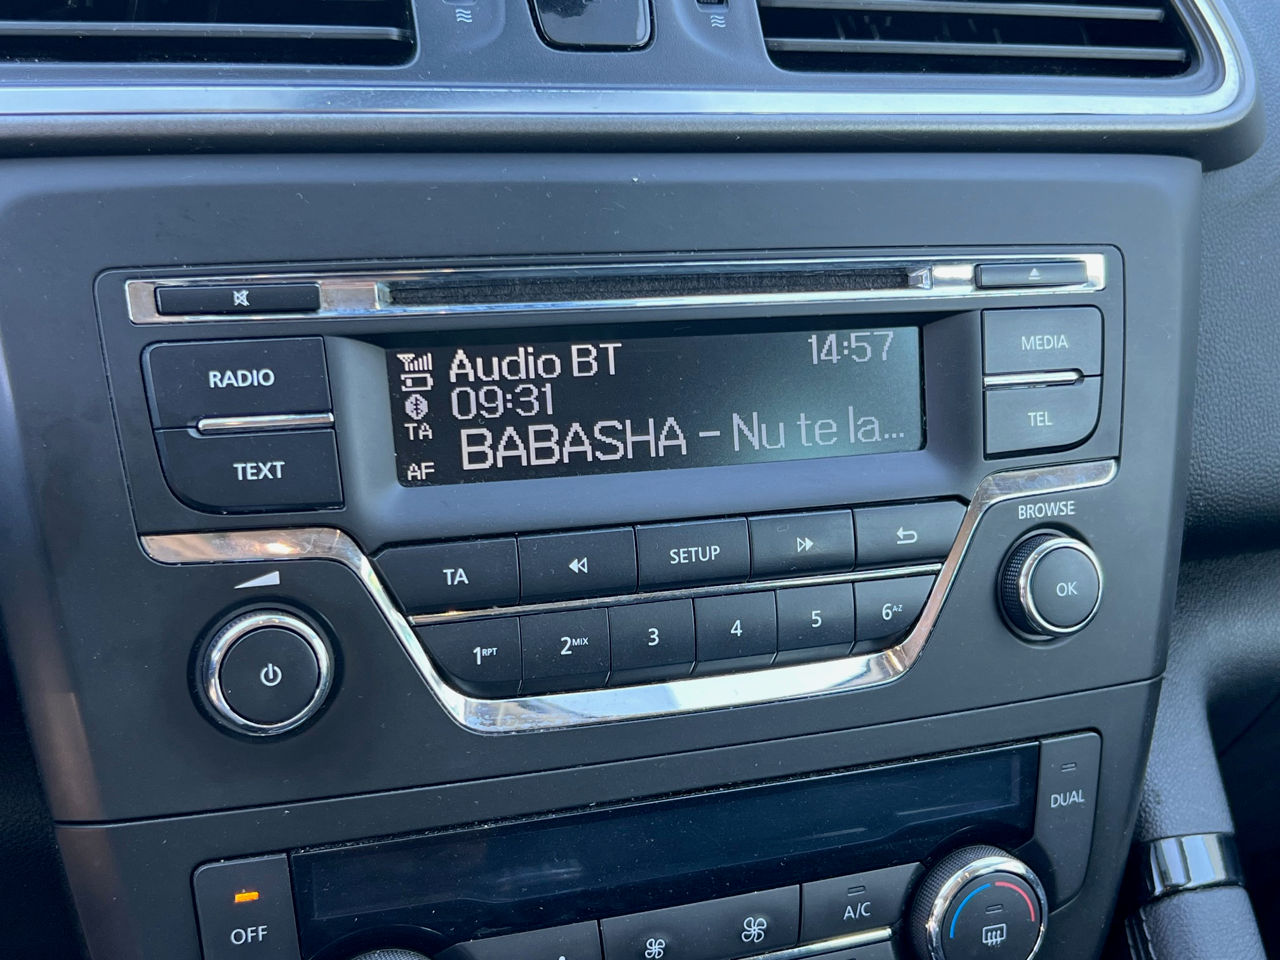 RADIO
TEXT
Audio BT
14:57
09:31
TA
BABASHA - Nu te la...
AF
MEDIA
TEL
BROWSE
OK
TA
SETUP
1RPT
2MIX
3
4
5
6A-Z
DUAL
OFF
A/C